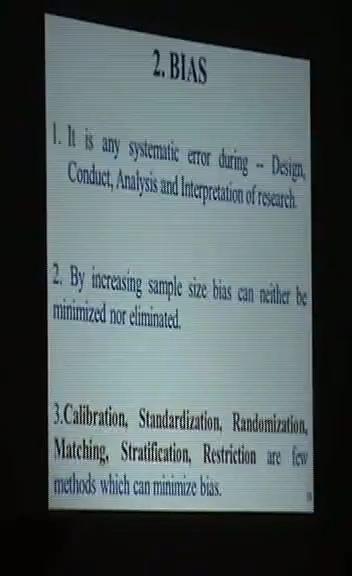 2. BIAS
1. It is any systematic error during – Design,
Conduct, Analysis and Interpretation of research.
2. By increasing sample size bias can neither be
minimized nor eliminated.
3.Calibration, Standardization, Randomization,
Matching, Stratification, Restriction are few
methods which can minimize bias.